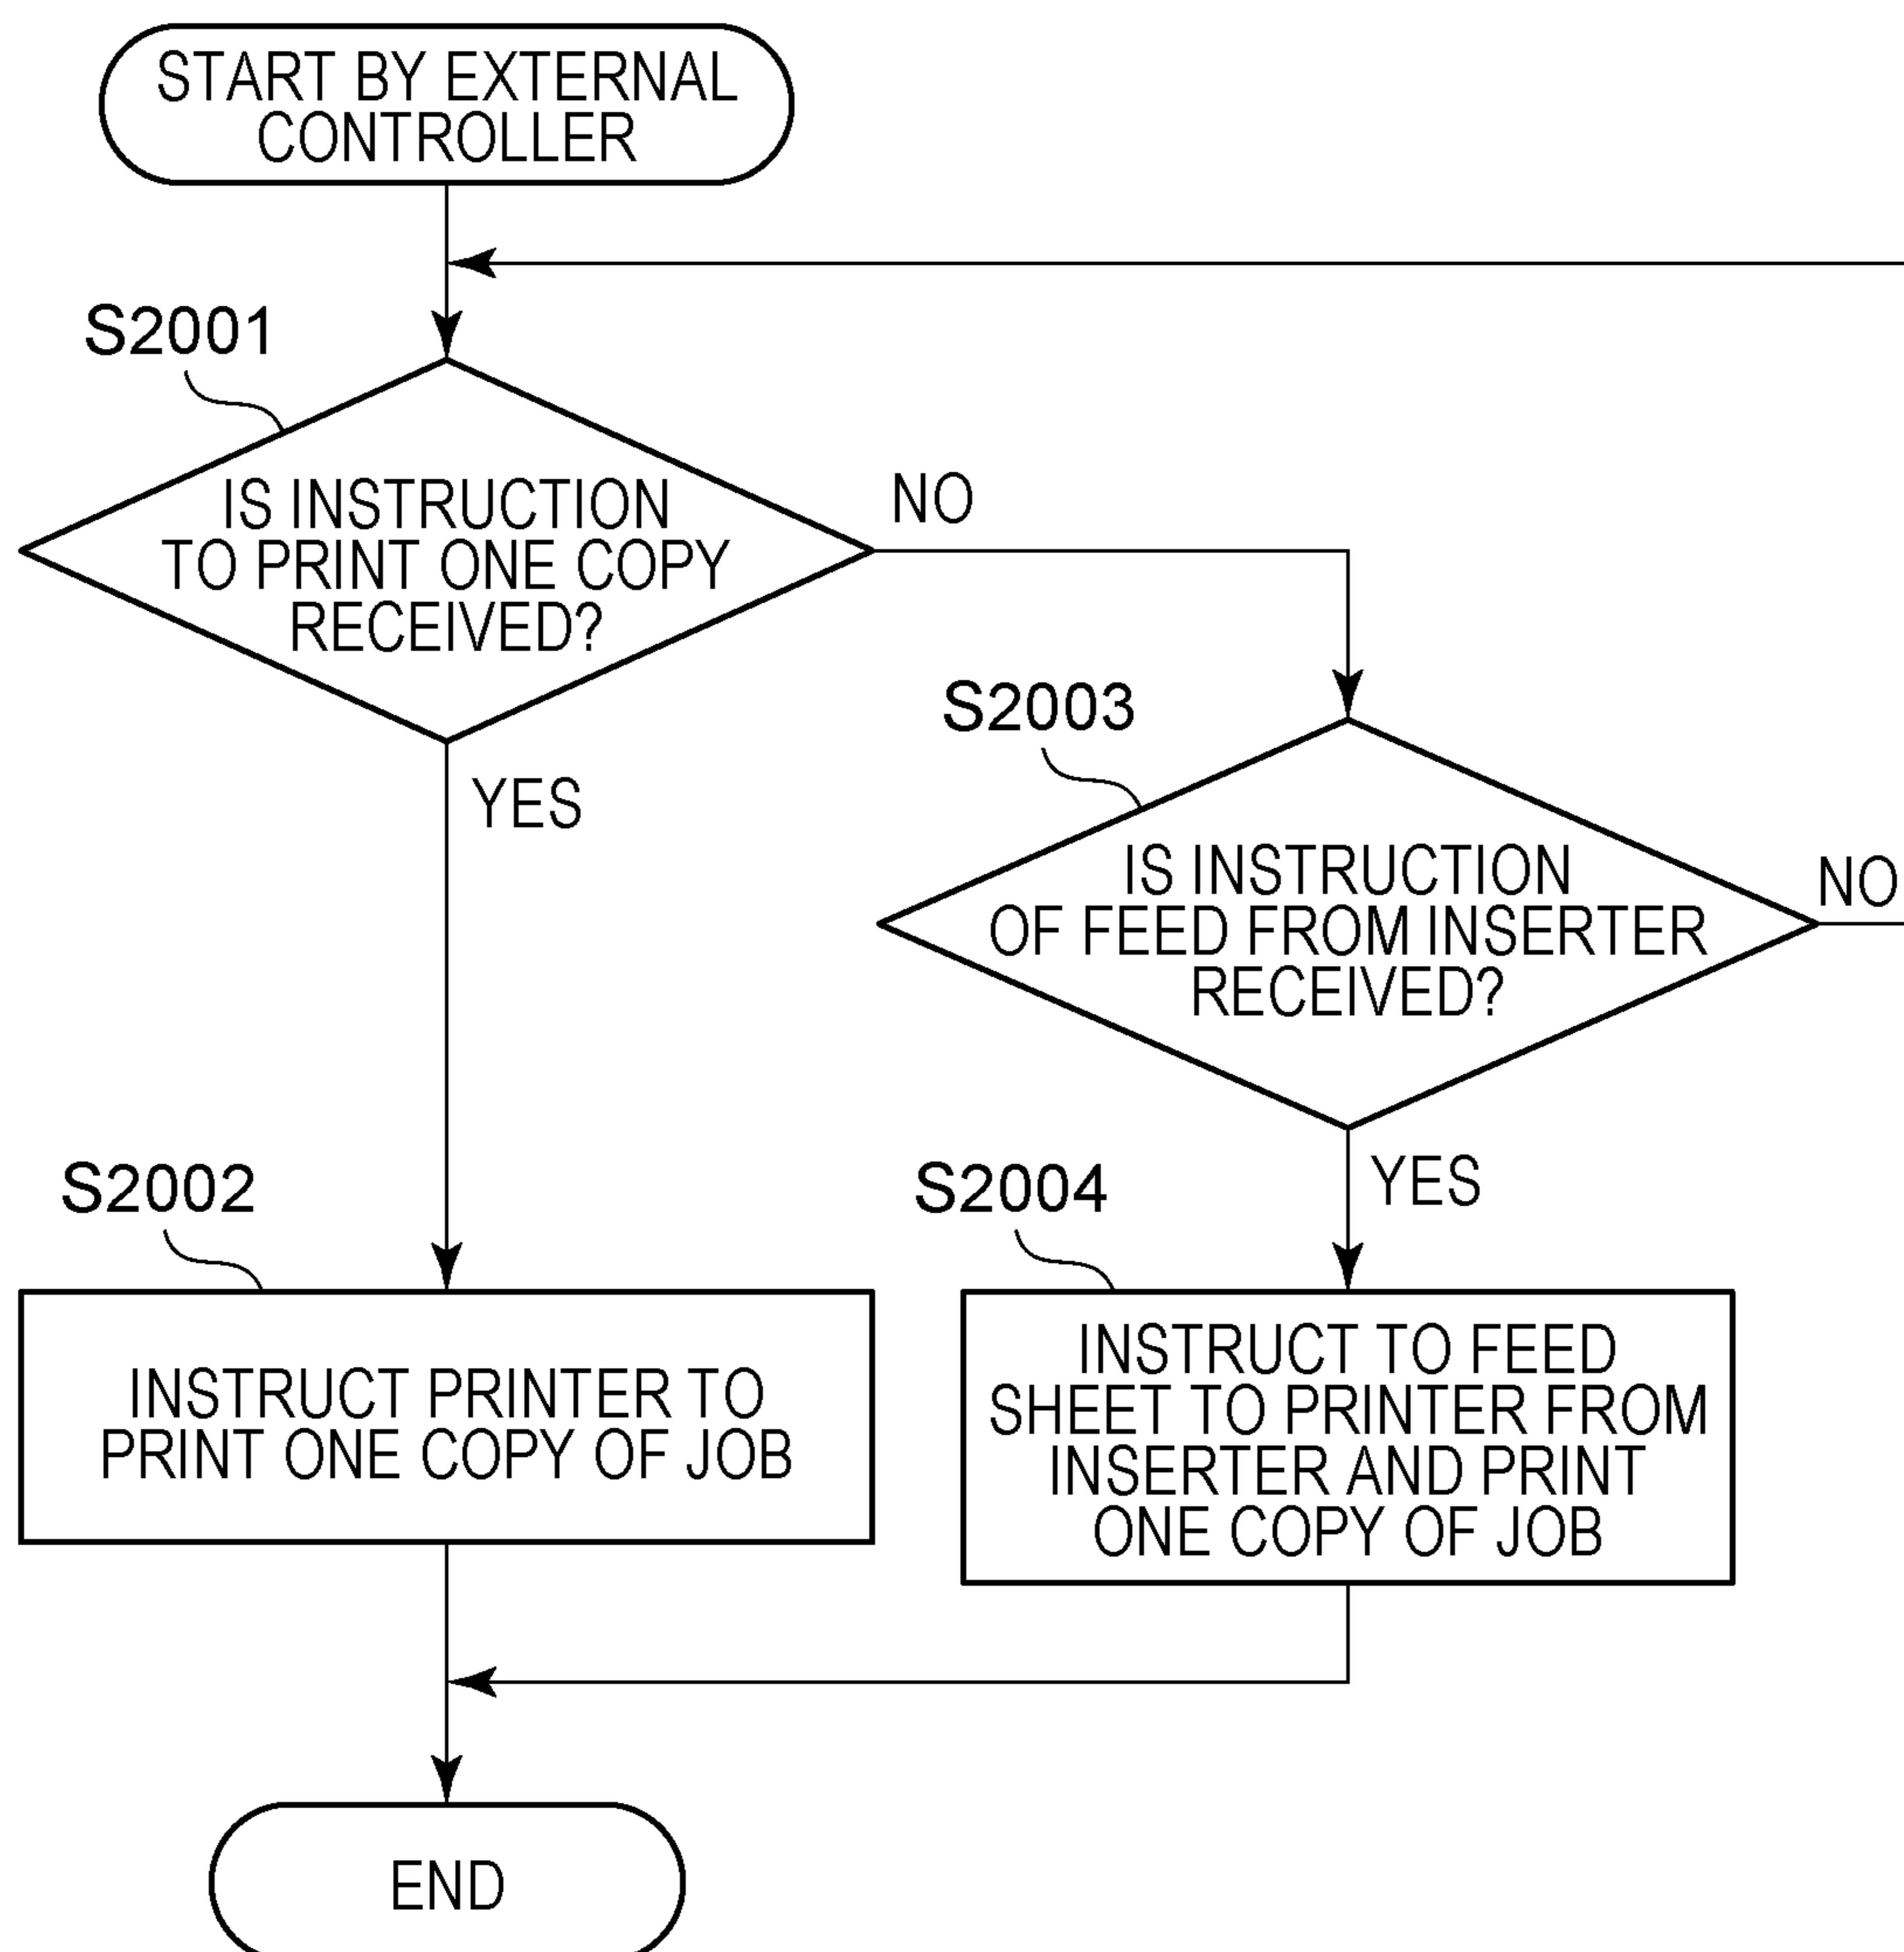 START BY EXTERNAL
CONTROLLER
S2001
IS INSTRUCTION
TO PRINT ONE COPY
RECEIVED?
NO
YES
S2003
IS INSTRUCTION
OF FEED FROM INSERTER
RECEIVED?
NO
YES
S2002
INSTRUCT PRINTER TO
PRINT ONE COPY OF JOB
S2004
INSTRUCT TO FEED
SHEET TO PRINTER FROM
INSERTER AND PRINT
ONE COPY OF JOB
END